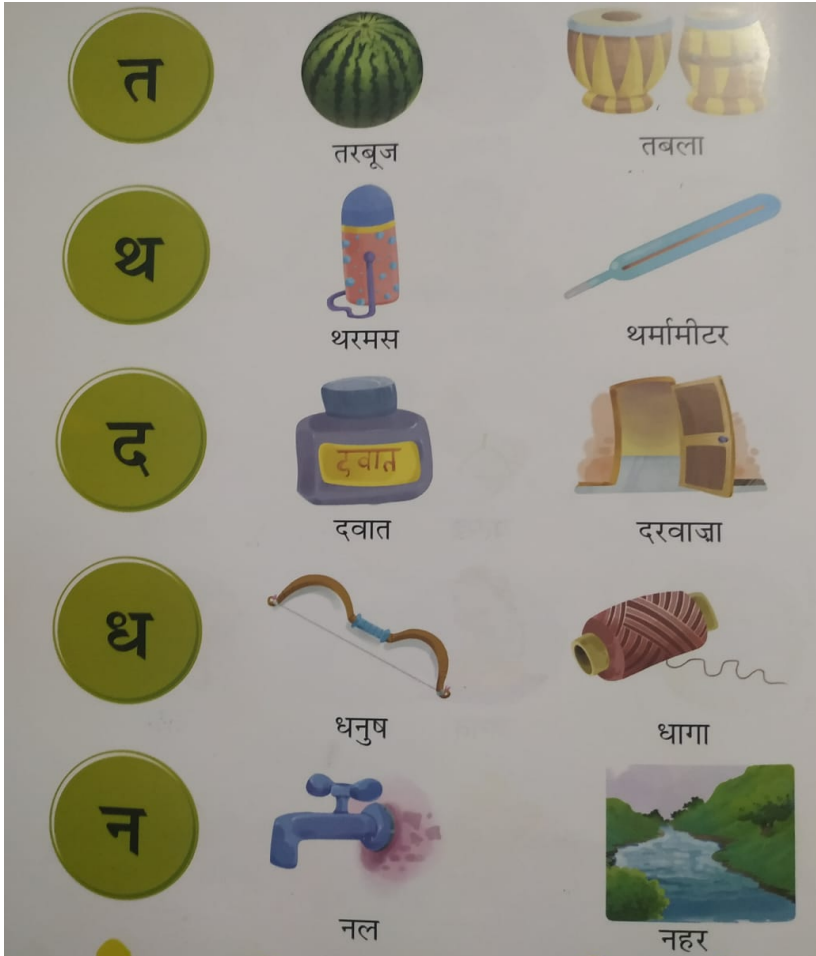 त
तरबूज
तबला
थ
थरमस
थर्मामीटर
द
दवात
दवात
दरवाज़ा
ध
धनुष
धागा
न
नल
नहर